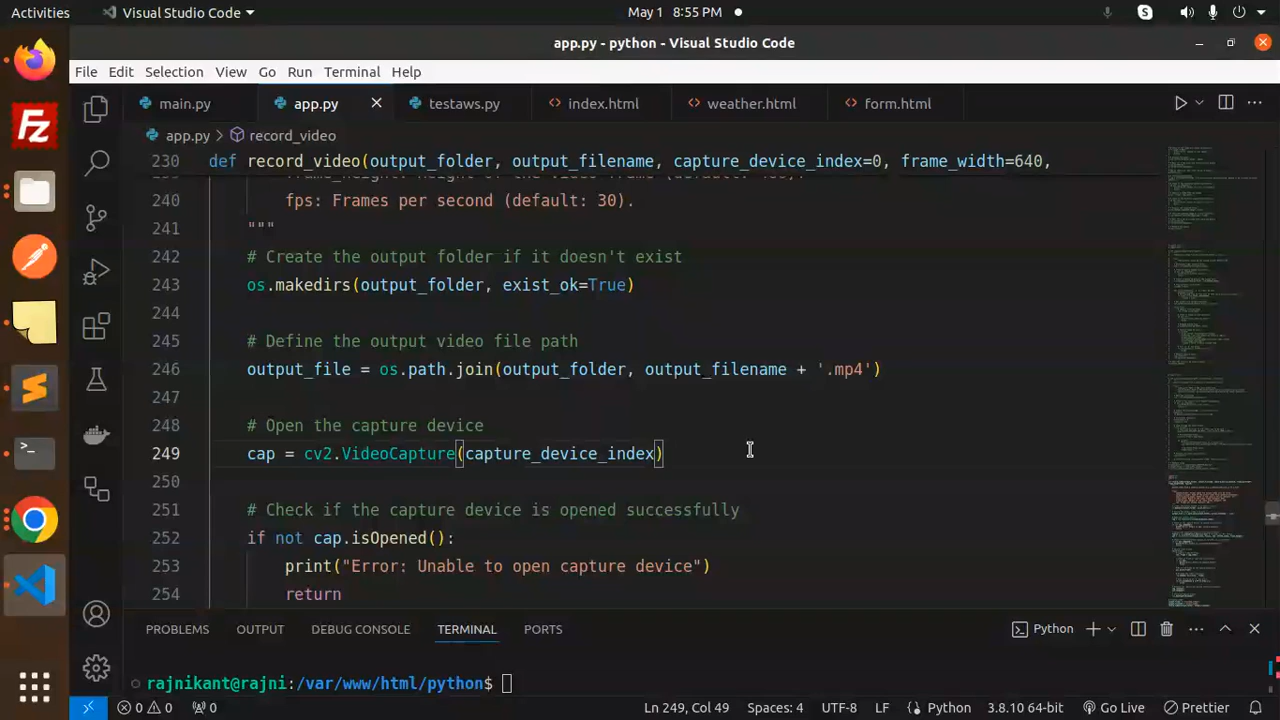 Activities Visual Studio Code May 1 8:55 PM
app.py - python - Visual Studio Code
File Edit Selection View Go Run Terminal Help
main.py app.py testaws.py index.html weather.html form.html
app.py > record_video
230 def record_video(output_folde output_filename, capture_device_index=0, frame_width=640,
240 fps: Frames per second (default: 30).
241 """
242 # Create the output folder if it doesn't exist
243 os.makedirs(output_folder, exist_ok=True)
244
245 # Define the output video file path
246 output_file = os.path.join(output_folder, output_filename + '.mp4')
247
248 # Open the capture device
249 cap = v2.VideoCapture(capture_device_index)
250
251 # Check if the capture device is opened successfully
252 if not cap.isOpened():
253 print("Error: Unable to open capture device")
254 return
PROBLEMS OUTPUT DEBUG CONSOLE TERMINAL PORTS Python
rajnikant@rajni:/var/www/html/python$
0 0 0 Ln 249, Col 49 Spaces: 4 UTF-8 LF Python 3.8.10 64-bit Go Live Prettier